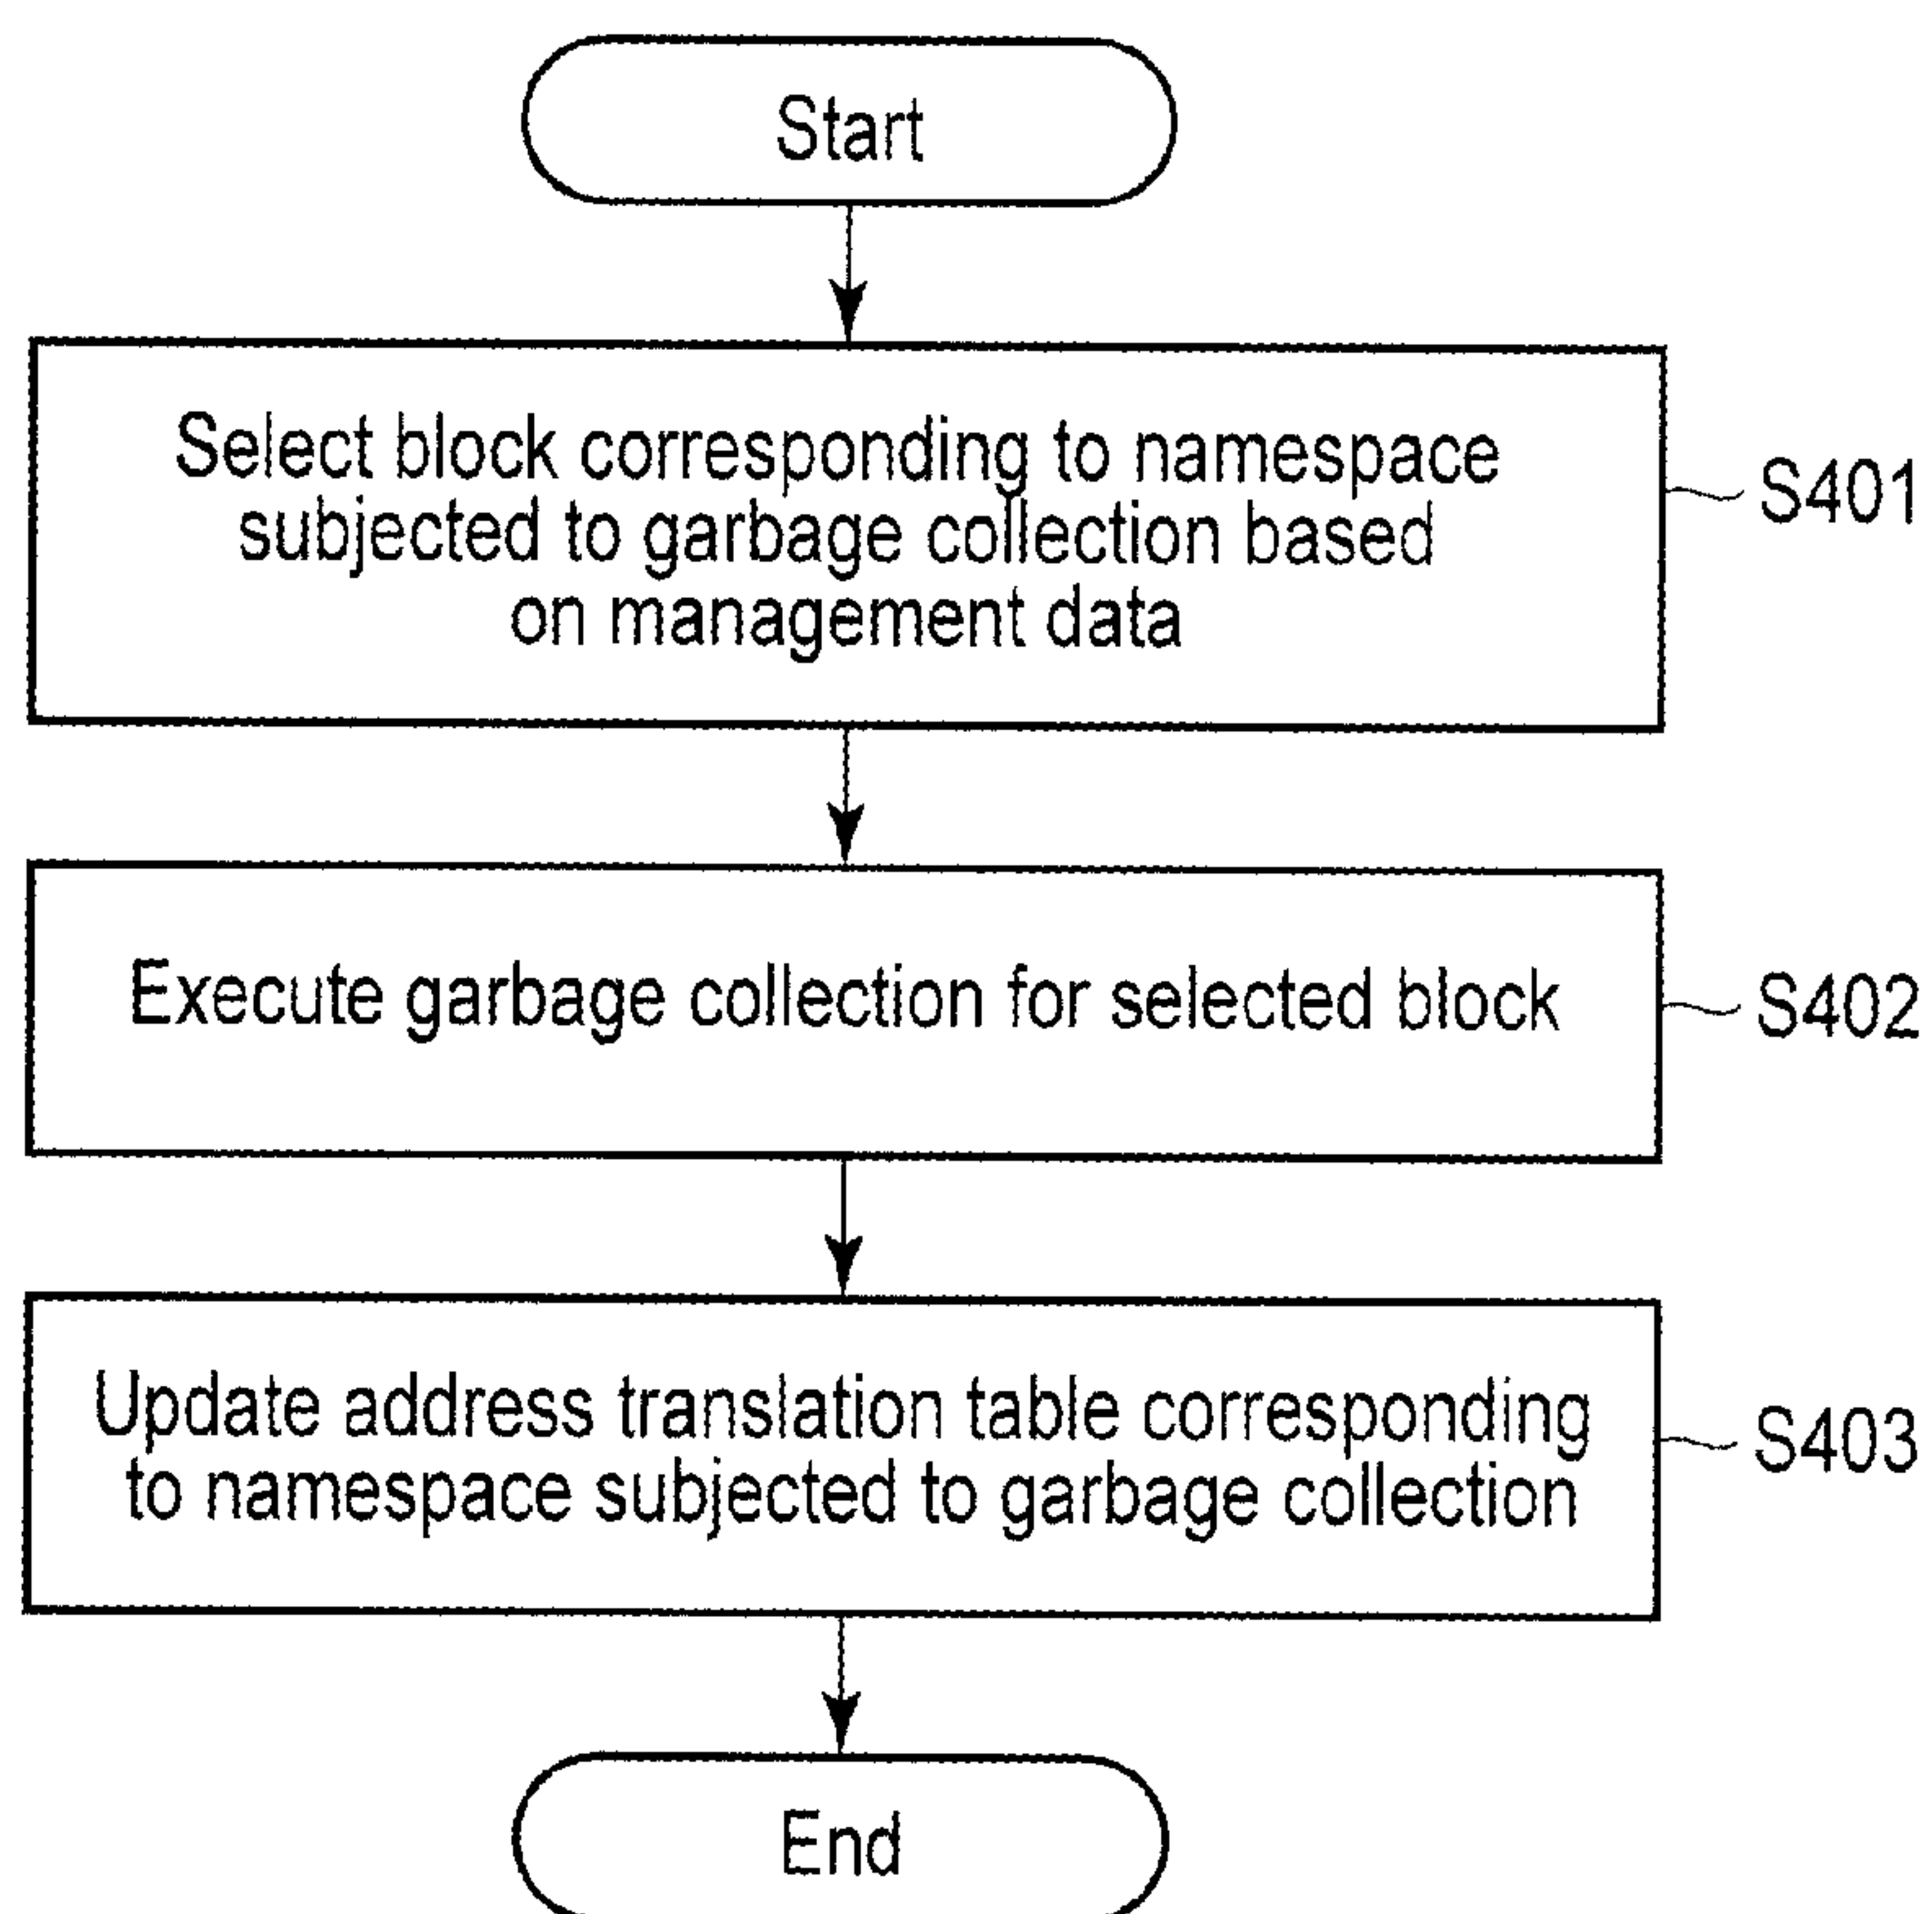 Start
Select block corresponding to namespace
subjected to garbage collection based
on management data
S401
Execute garbage collection for selected block
S402
Update address translation table corresponding
to namespace subjected to garbage collection
S403
End